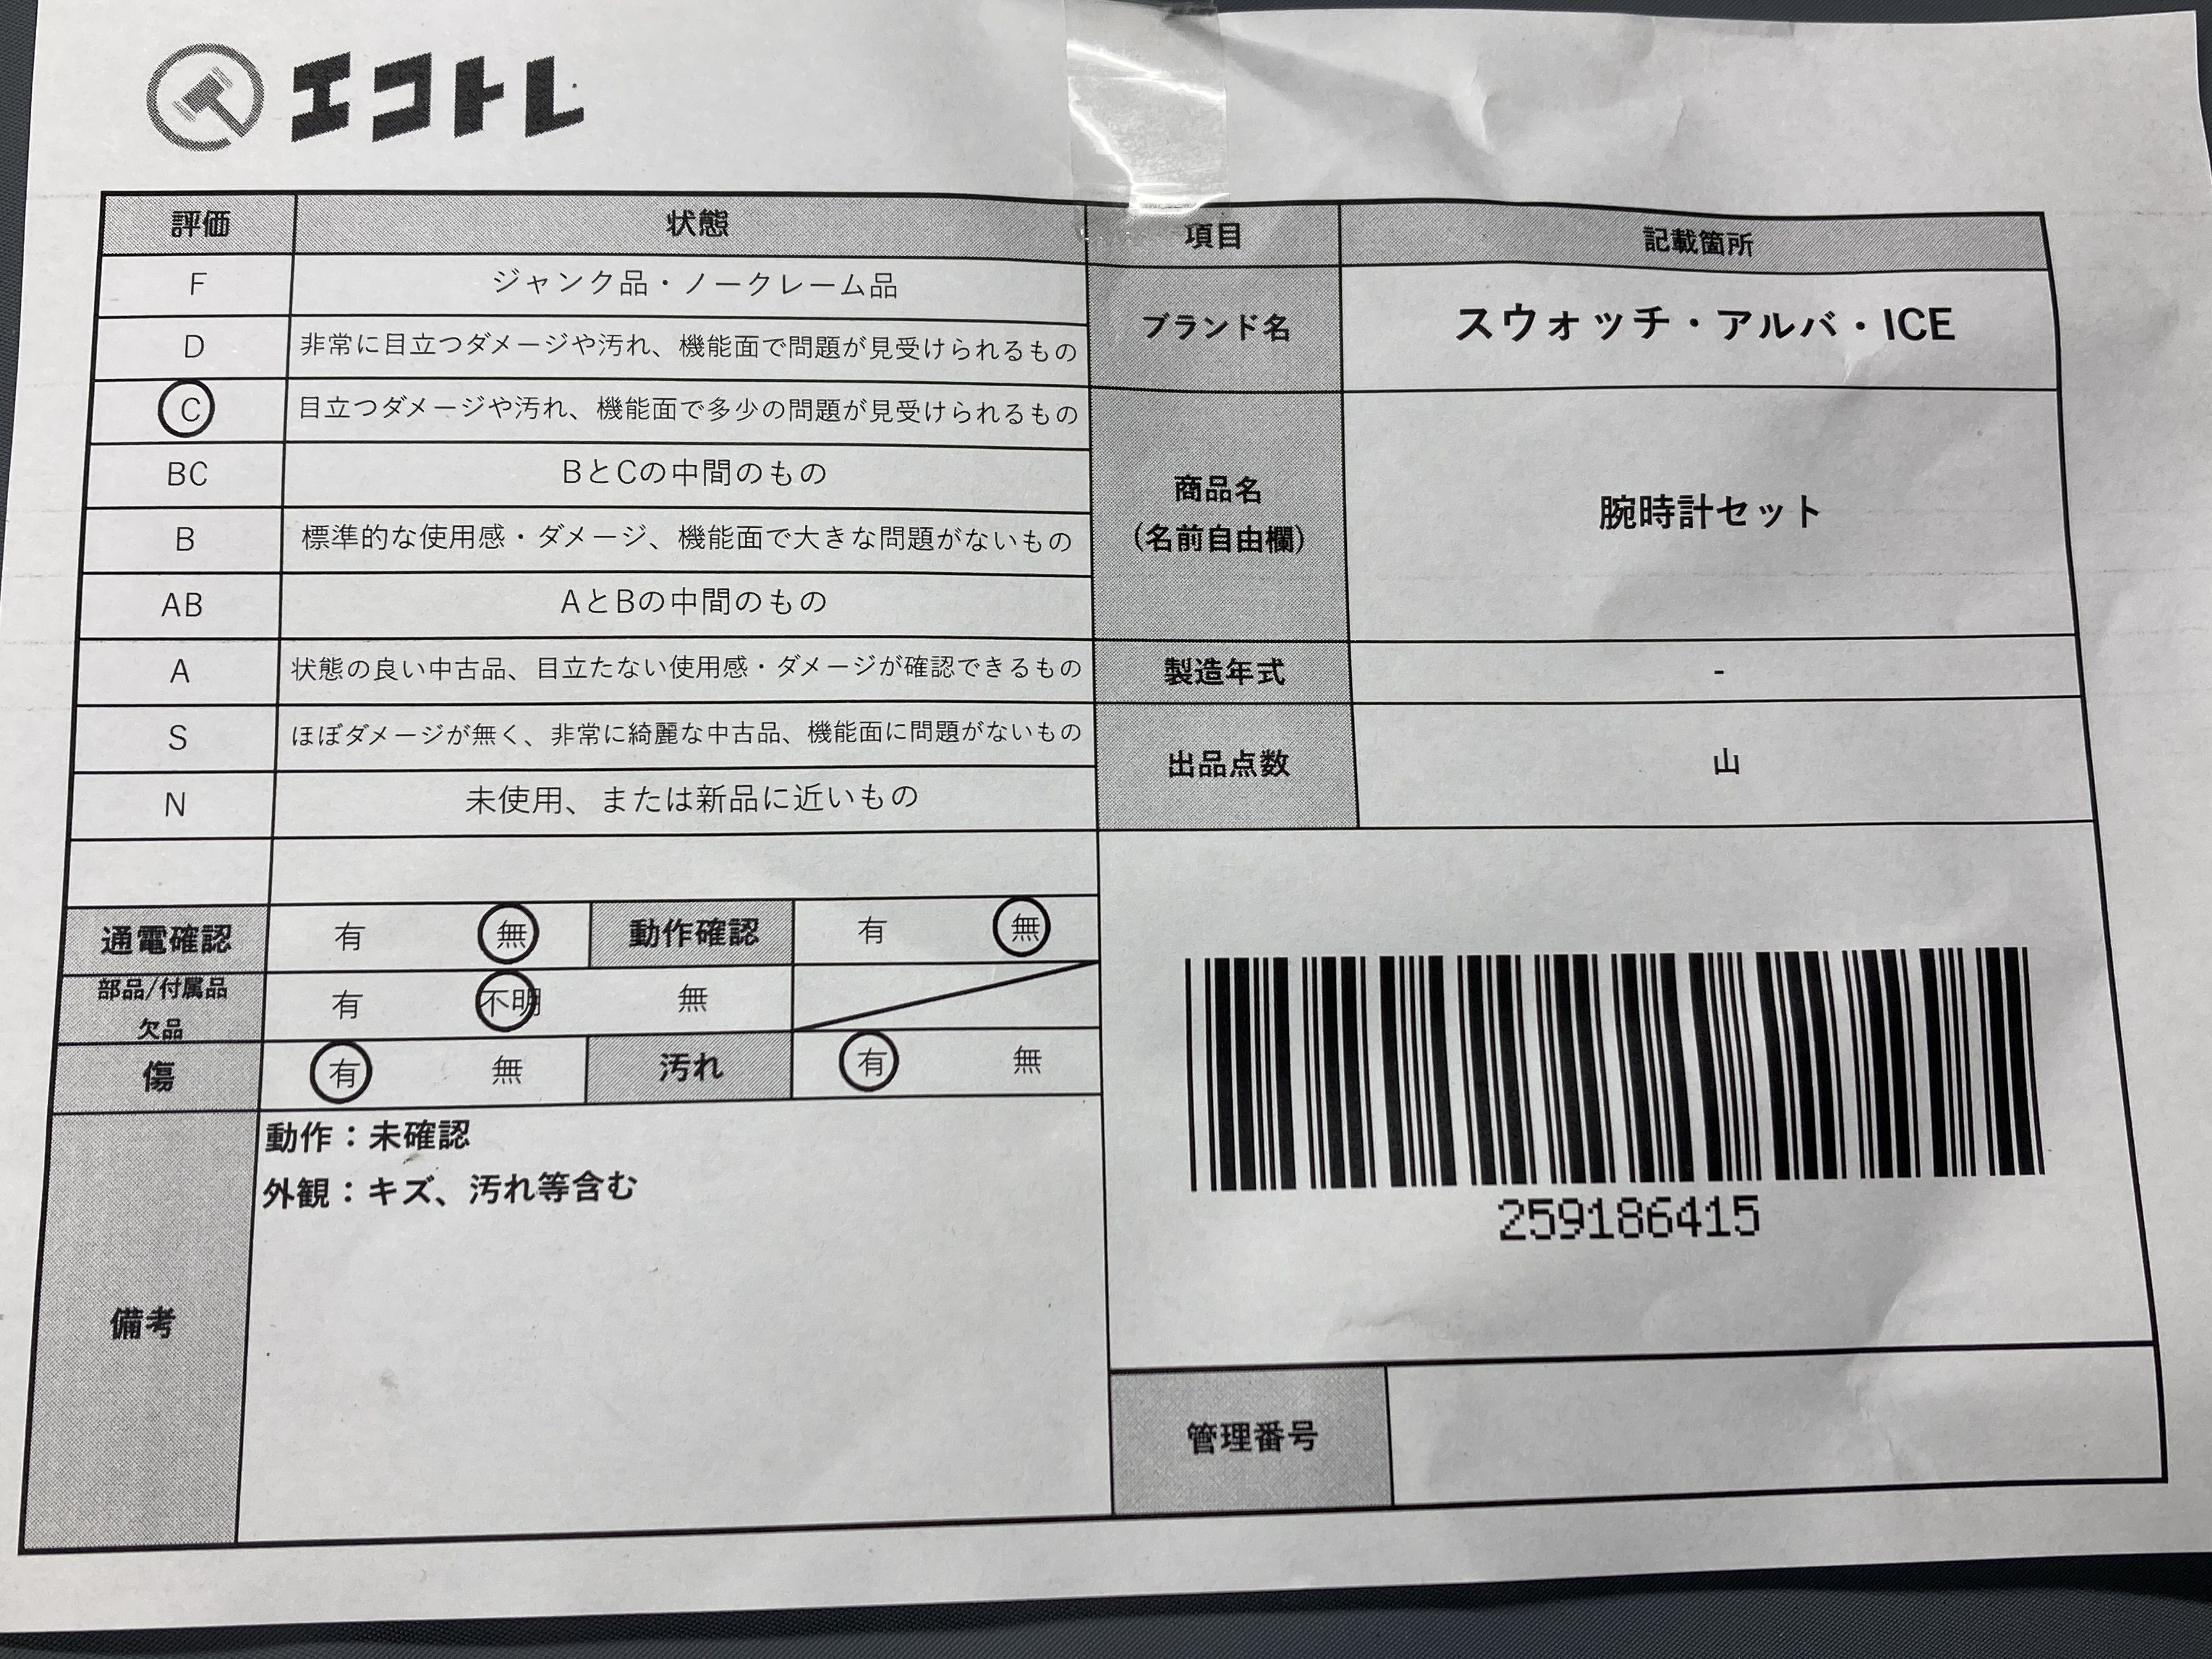 エコトレ
評価 状態 項目 記載箇所
F ジャンク品・ノークレーム品
D 非常に目立つダメージや汚れ、機能面で問題が見受けられるもの
C 目立つダメージや汚れ、機能面で多少の問題が見受けられるもの
BC BとCの中間のもの
B 標準的な使用感・ダメージ、機能面で大きな問題がないもの
AB AとBの中間のもの
A 状態の良い中古品、目立たない使用感・ダメージが確認できるもの
S ほぼダメージが無く、非常に綺麗な中古品、機能面に問題がないもの
N 未使用、または新品に近いもの
ブランド名 スウォッチ・アルバ・ICE
商品名
(名前自由欄)
腕時計セット
製造年式 -
出品点数 山
通電確認 有 無 動作確認 有 無
部品/付属品
欠品
有 不明 無
傷 有 無 汚れ 有 無
備考
動作：未確認
外観：キズ、汚れ等含む
259186415
管理番号